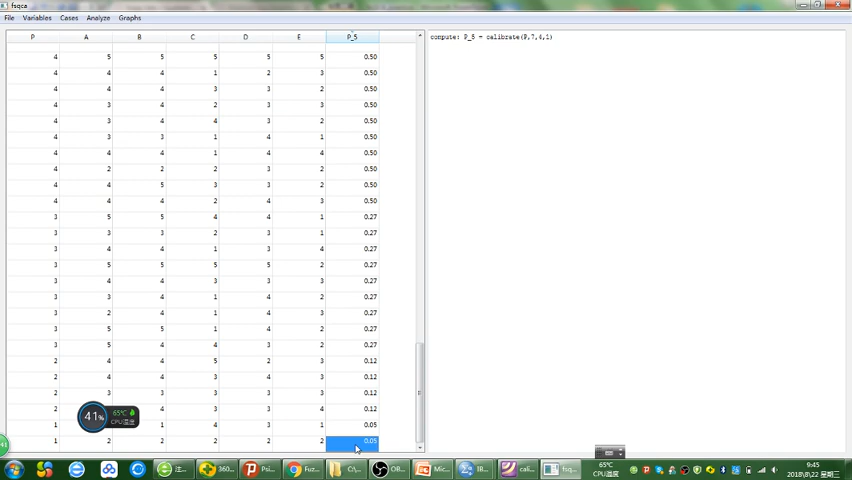 fsqca
File Variables Cases Analyze Graphs
P A B C D E P_5
compute: P_5 = calibrate(P,7,4,1)
4 5 5 5 5 5 0.50
4 4 4 1 2 3 0.50
4 4 4 3 3 2 0.50
4 3 4 2 3 3 0.50
4 3 4 4 3 2 0.50
4 3 3 1 4 1 0.50
4 4 4 1 4 4 0.50
4 2 2 2 3 2 0.50
4 4 5 3 3 2 0.50
4 4 4 2 4 3 0.50
3 5 5 4 4 1 0.27
3 3 3 2 3 1 0.27
3 4 4 1 3 4 0.27
3 5 5 5 5 2 0.27
3 4 4 3 3 3 0.27
3 3 4 1 4 2 0.27
3 2 4 1 4 3 0.27
3 5 5 1 4 2 0.27
3 5 4 4 3 2 0.27
2 4 4 5 2 3 0.12
2 4 4 3 4 3 0.12
2 3 3 3 3 3 0.12
2 4 3 3 4 0.12
1 1 4 3 1 0.05
1 2 2 2 2 2 0.05
41%
65℃
CPU温度
注...
360...
Psi...
Fuz...
C:\...
OB...
Mic...
IB...
cali...
fsq...
65℃
CPU温度
9:45
2018\8\22 星期三